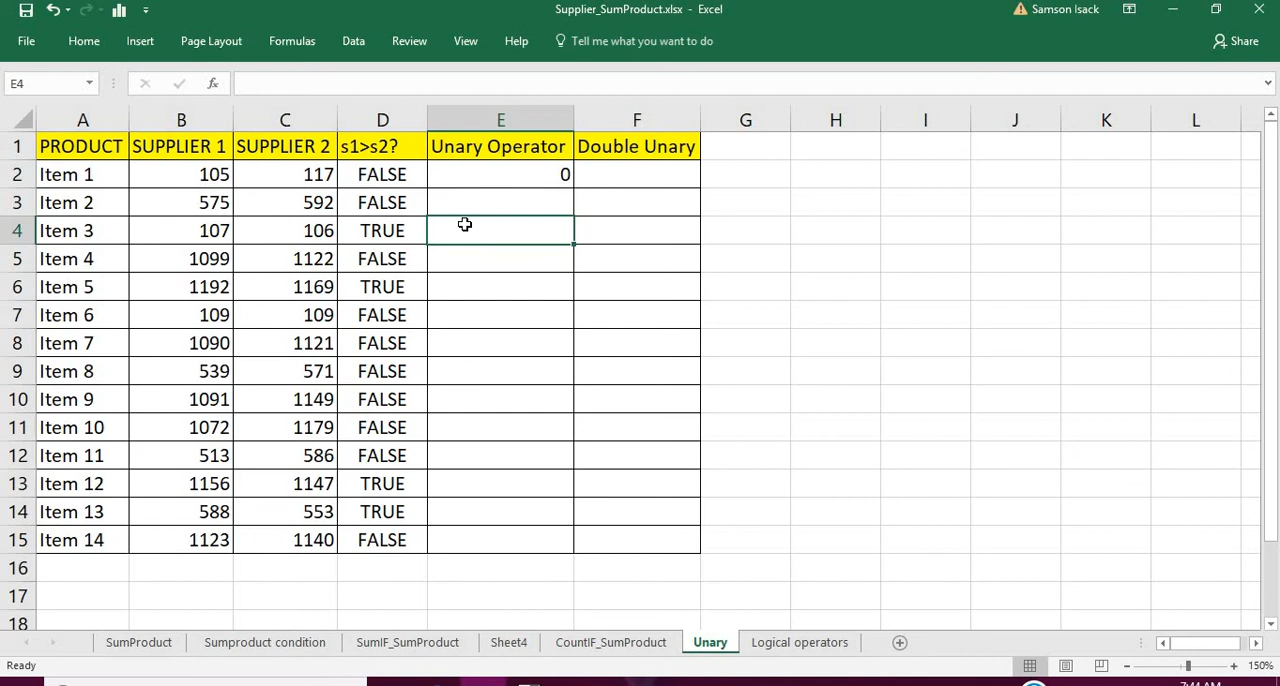 Supplier_SumProduct.xlsx - Excel
Samson Isack
File Home Insert Page Layout Formulas Data Review View Help Tell me what you want to do Share
E4 fx
A B C D E F G H I J K L
1 PRODUCT SUPPLIER 1 SUPPLIER 2 s1>s2? Unary Operator Double Unary
2 Item 1 105 117 FALSE 0
3 Item 2 575 592 FALSE
4 Item 3 107 106 TRUE
5 Item 4 1099 1122 FALSE
6 Item 5 1192 1169 TRUE
7 Item 6 109 109 FALSE
8 Item 7 1090 1121 FALSE
9 Item 8 539 571 FALSE
10 Item 9 1091 1149 FALSE
11 Item 10 1072 1179 FALSE
12 Item 11 513 586 FALSE
13 Item 12 1156 1147 TRUE
14 Item 13 588 553 TRUE
15 Item 14 1123 1140 FALSE
16
17
18
SumProduct Sumproduct condition SumIF_SumProduct Sheet4 CountIF_SumProduct Unary Logical operators
Ready 150%